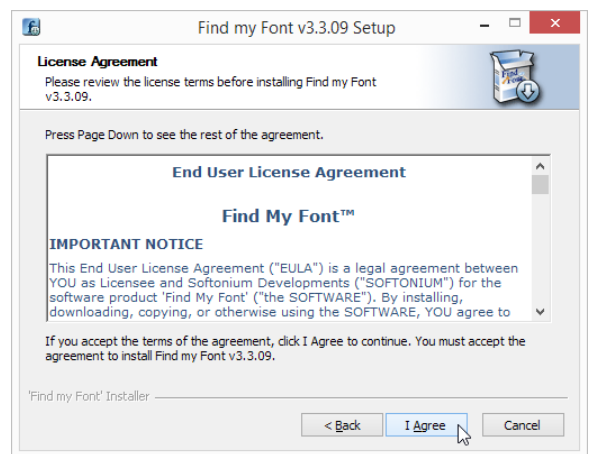 Find my Font v3.3.09 Setup
License Agreement
Please review the license terms before installing Find my Font
v3.3.09.
Find
Font
Press Page Down to see the rest of the agreement.
End User License Agreement
Find My Font™
IMPORTANT NOTICE
This End User License Agreement ("EULA") is a legal agreement between
YOU as Licensee and Softonium Developments ("SOFTONIUM") for the
software product 'Find My Font' ("the SOFTWARE"). By installing,
downloading, copying, or otherwise using the SOFTWARE, YOU agree to
If you accept the terms of the agreement, click I Agree to continue. You must accept the
agreement to install Find my Font v3.3.09.
'Find my Font' Installer
< Back I Agree Cancel